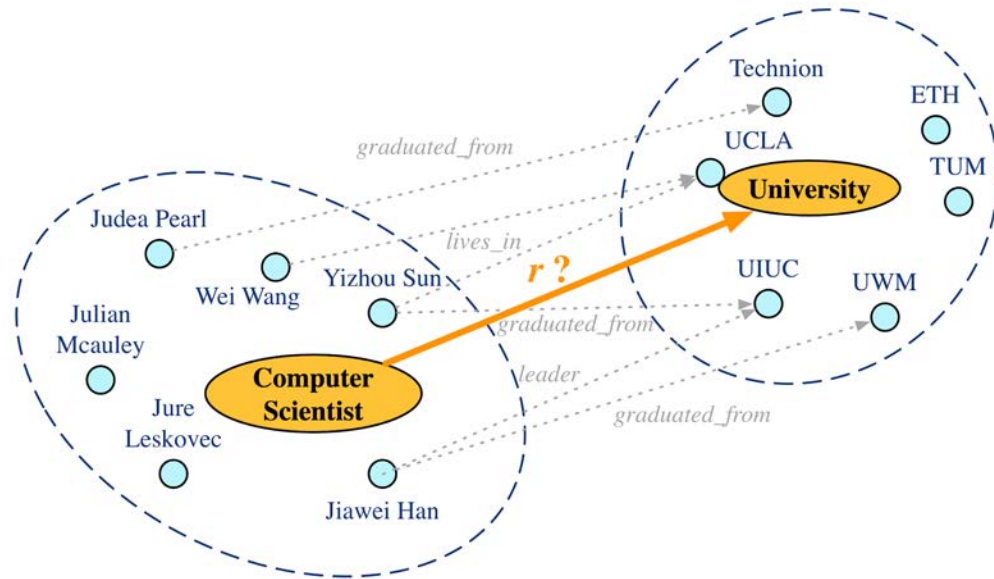 Technion
ETH
UCLA
TUM
University
graduated_from
Judea Pearl
lives_in
r ?
Wei Wang
Yizhou Sun
UIUC
UWM
graduated_from
Julian
Mcauley
leader
Computer
Scientist
graduated_from
Jure
Leskovec
Jiawei Han